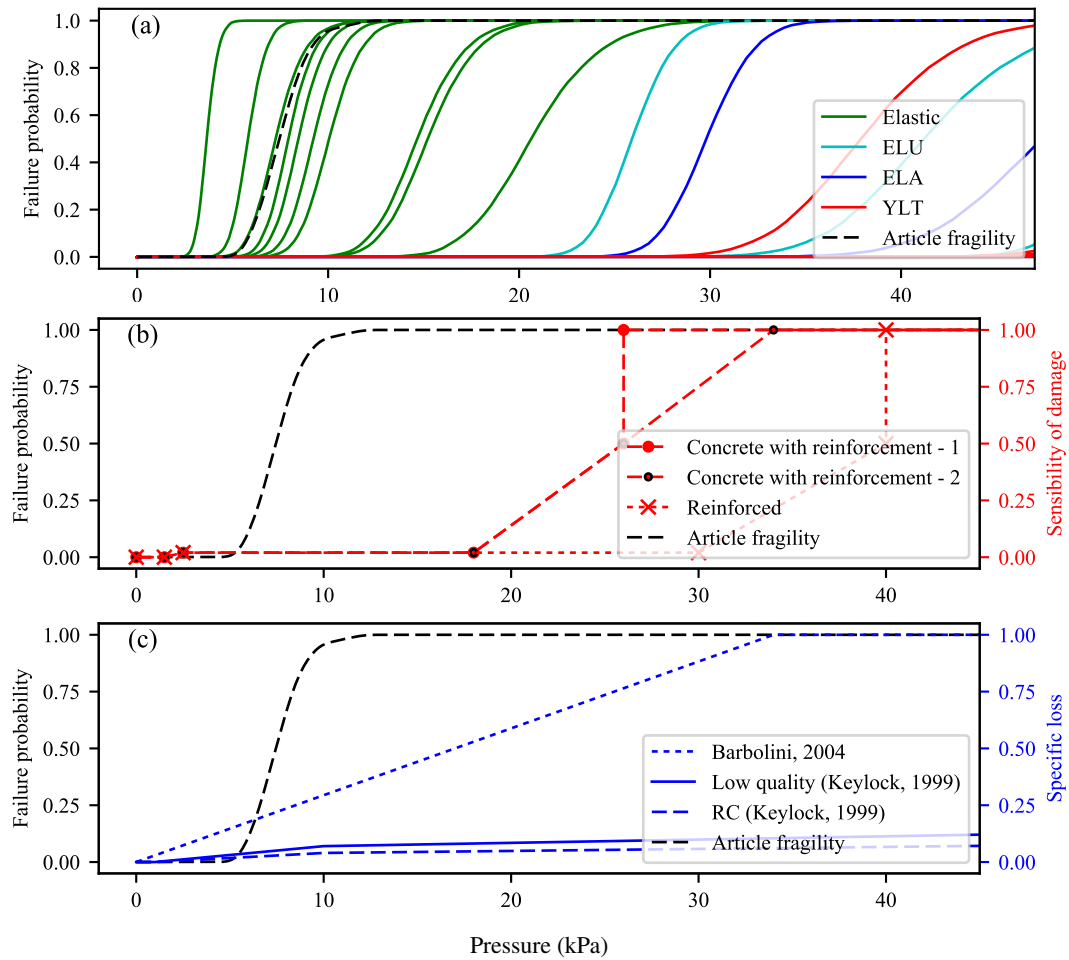 (a)
Failure probability
1.0
0.8
0.6
0.4
0.2
0.0
Elastic
ELU
ELA
YLT
Article fragility
0 10 20 30 40
(b)
Failure probability
1.00
0.75
0.50
0.25
0.00
Concrete with reinforcement - 1
Concrete with reinforcement - 2
Reinforced
Article fragility
1.00
0.75
0.50
0.25
0.00
Sensibility of damage
0 10 20 30 40
(c)
Failure probability
1.00
0.75
0.50
0.25
0.00
Barbolini, 2004
Low quality (Keylock, 1999)
RC (Keylock, 1999)
Article fragility
1.00
0.75
0.50
0.25
0.00
Specific loss
0 10 20 30 40
Pressure (kPa)